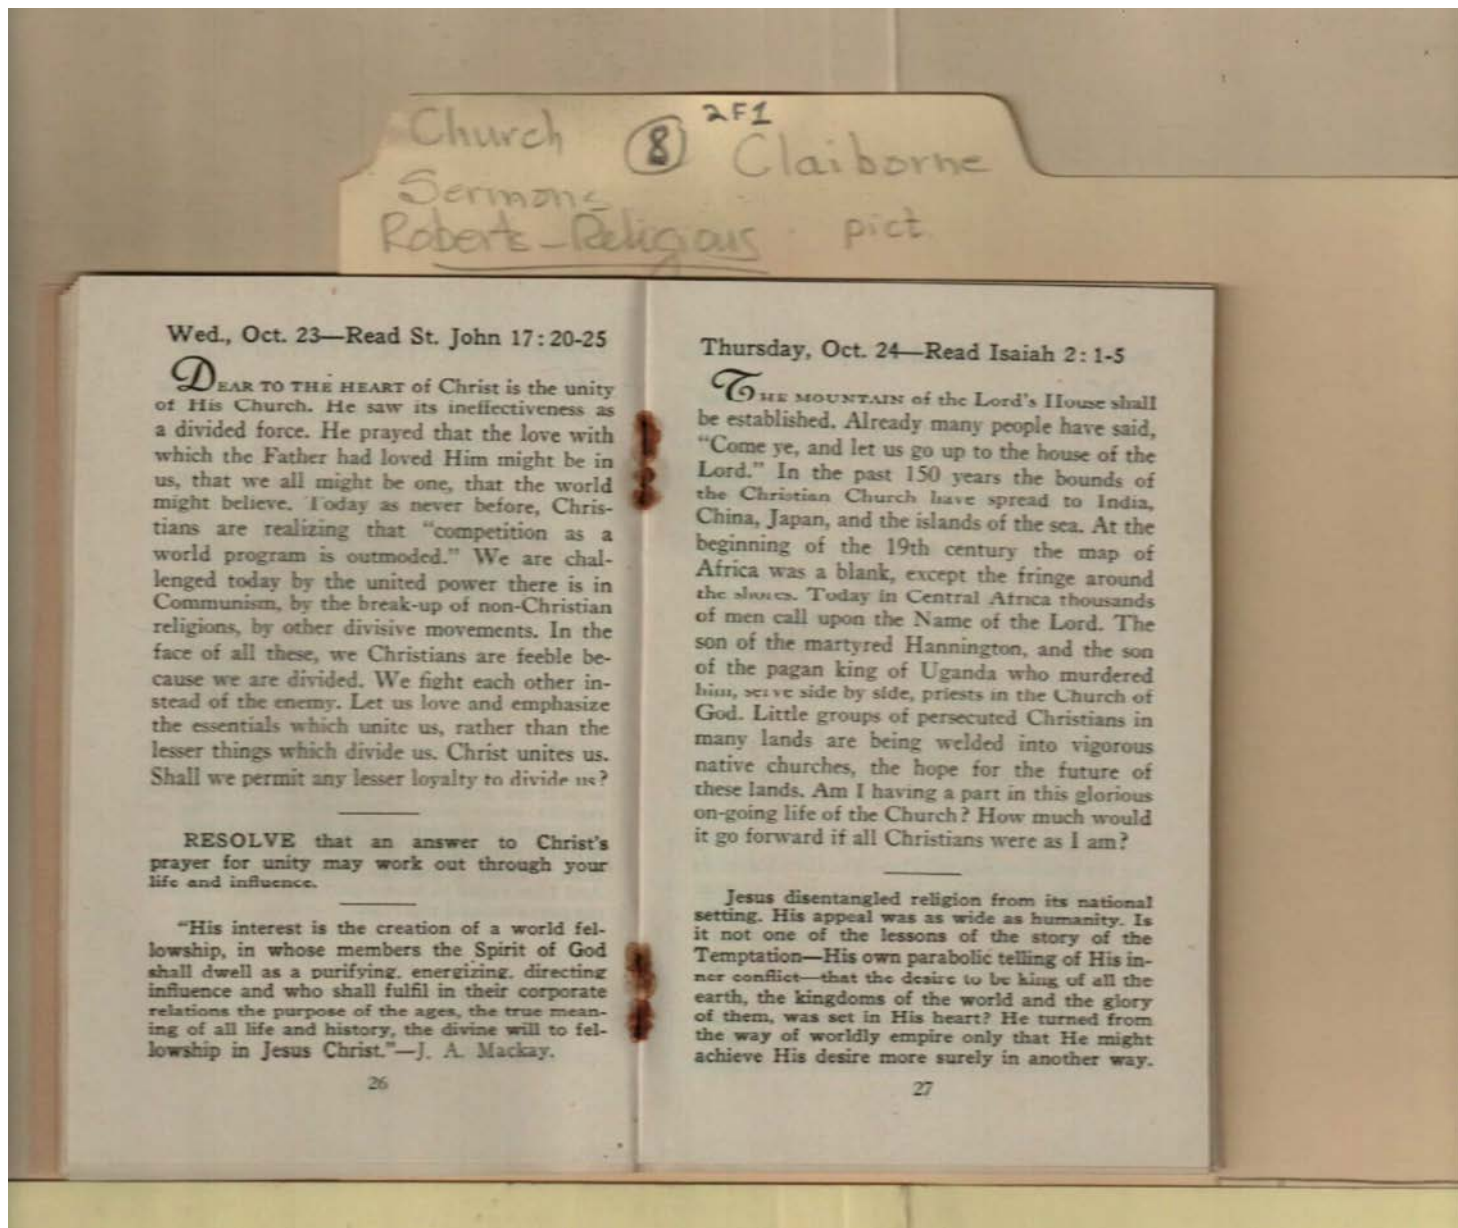 Church ⑧ 2F1 Claiborne
Sermons
Roberts-Religious pict.
Wed., Oct. 23—Read St. John 17:20-25
DEAR TO THE HEART of Christ is the unity
of His Church. He saw its ineffectiveness as
a divided force. He prayed that the love with
which the Father had loved Him might be in
us, that we all might be one, that the world
might believe. Today as never before, Chris-
tians are realizing that "competition as a
world program is outmoded." We are chal-
lenged today by the united power there is in
Communism, by the break-up of non-Christian
religions, by other divisive movements. In the
face of all these, we Christians are feeble be-
cause we are divided. We fight each other in-
stead of the enemy. Let us love and emphasize
the essentials which unite us, rather than the
lesser things which divide us. Christ unites us.
Shall we permit any lesser loyalty to divide us?
RESOLVE that an answer to Christ's
prayer for unity may work out through your
life and influence.
"His interest is the creation of a world fel-
lowship, in whose members the Spirit of God
shall dwell as a purifying, energizing, directing
influence and who shall fulfil in their corporate
relations the purpose of the ages, the true mean-
ing of all life and history, the divine will to fel-
lowship in Jesus Christ."—J. A. Mackay.
26
Thursday, Oct. 24—Read Isaiah 2:1-5
THE MOUNTAIN of the Lord's House shall
be established. Already many people have said,
"Come ye, and let us go up to the house of the
Lord." In the past 150 years the bounds of
the Christian Church have spread to India,
China, Japan, and the islands of the sea. At the
beginning of the 19th century the map of
Africa was a blank, except the fringe around
the shores. Today in Central Africa thousands
of men call upon the Name of the Lord. The
son of the martyred Hannington, and the son
of the pagan king of Uganda who murdered
him, serve side by side, priests in the Church of
God. Little groups of persecuted Christians in
many lands are being welded into vigorous
native churches, the hope for the future of
these lands. Am I having a part in this glorious
on-going life of the Church? How much would
it go forward if all Christians were as I am?
Jesus disentangled religion from its national
setting. His appeal was as wide as humanity. Is
it not one of the lessons of the story of the
Temptation—His own parabolic telling of His in-
ner conflict—that the desire to be king of all the
earth, the kingdoms of the world and the glory
of them, was set in His heart? He turned from
the way of worldly empire only that He might
achieve His desire more surely in another way.
27